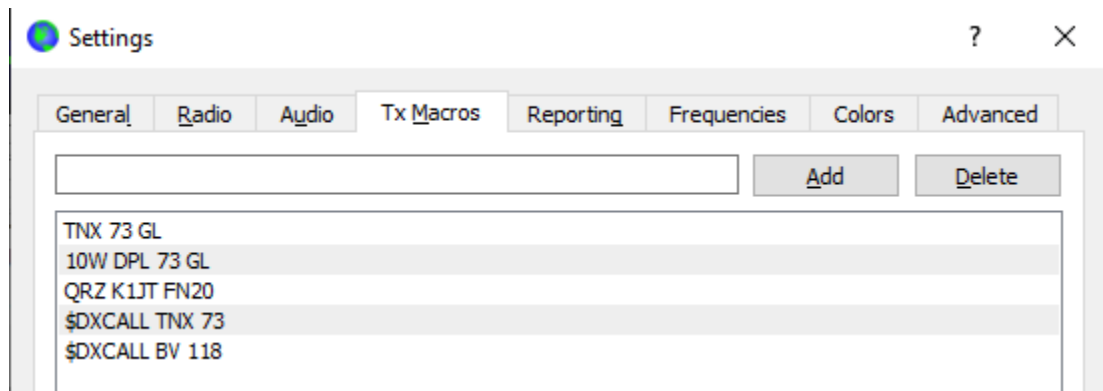 Settings ?
General Radio Audio Tx Macros Reporting Frequencies Colors Advanced
Add Delete
TNX 73 GL
10W DPL 73 GL
QRZ K1JT FN20
$DXCALL TNX 73
$DXCALL BV 118